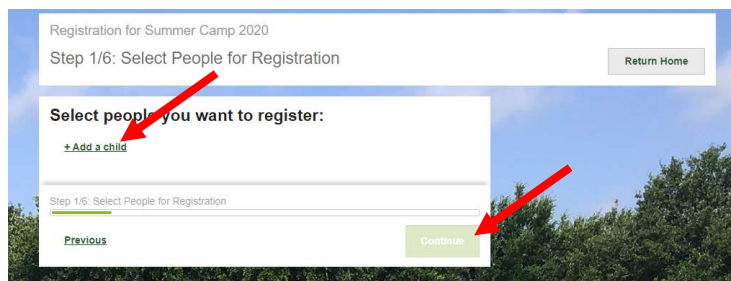 Registration for Summer Camp 2020
Step 1/6: Select People for Registration
Return Home
Select people you want to register:
+ Add a child
Step 1/6: Select People for Registration
Previous
Continue